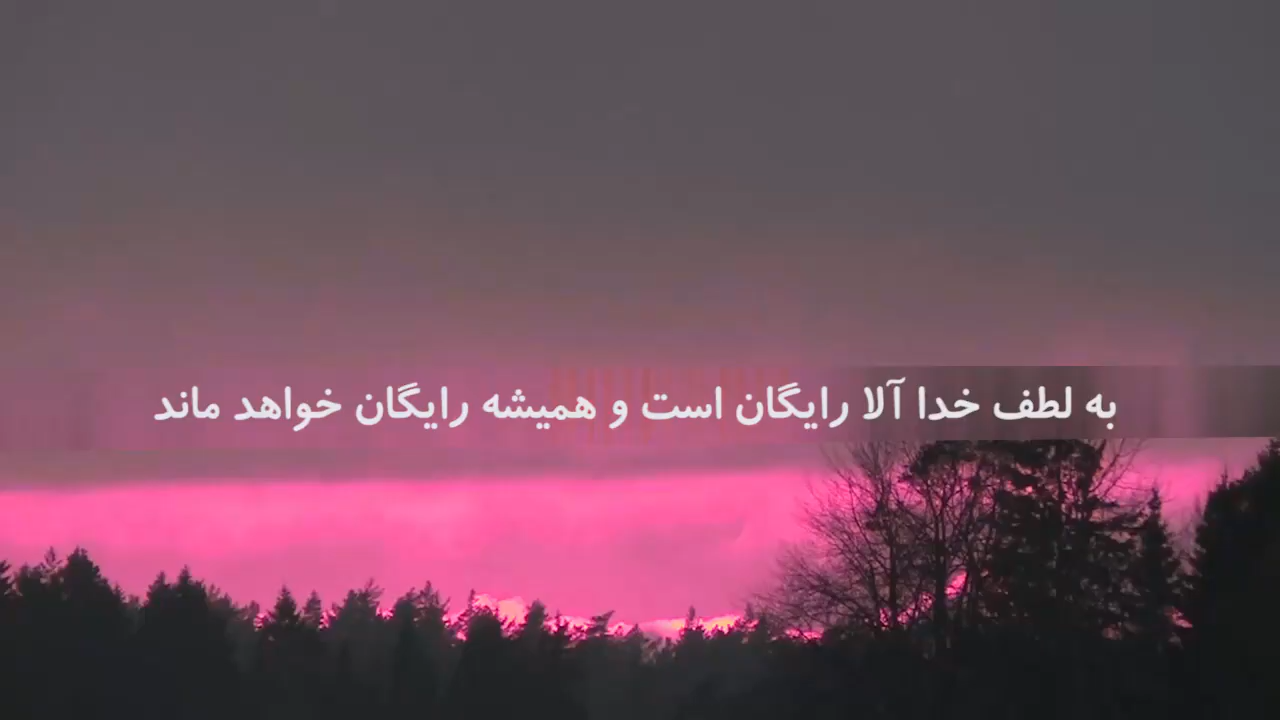 به لطف خدا آلا رایگان است و همیشه رایگان خواهد ماند